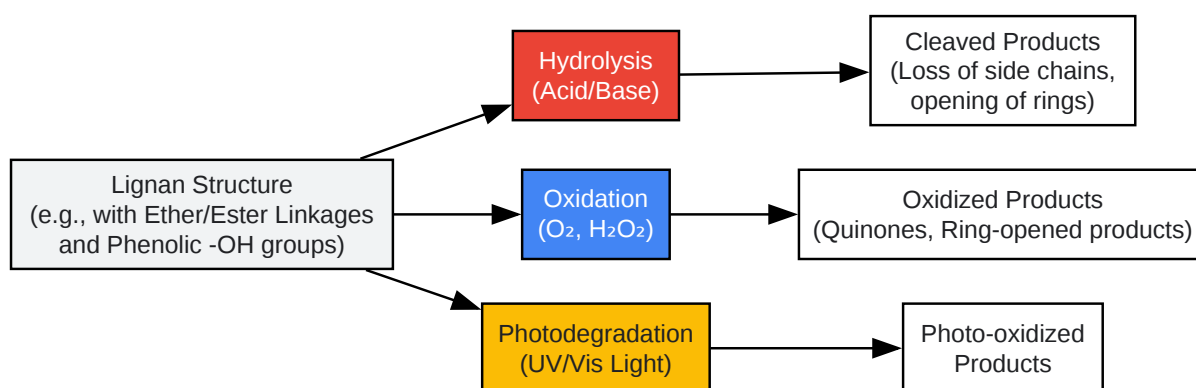 Lignan Structure
(e.g., with Ether/Ester Linkages
and Phenolic -OH groups)
Hydrolysis
(Acid/Base)
Cleaved Products
(Loss of side chains,
opening of rings)
Oxidation
(O₂, H₂O₂)
Oxidized Products
(Quinones, Ring-opened products)
Photodegradation
(UV/Vis Light)
Photo-oxidized
Products